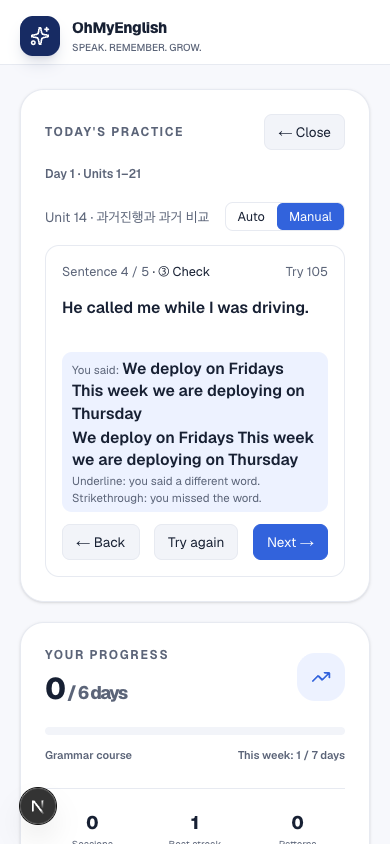 OhMyEnglish
SPEAK. REMEMBER. GROW.
TODAY'S PRACTICE
← Close
Day 1 · Units 1–21
Unit 14 · 과거진행과 과거 비교
Auto
Manual
Sentence 4 / 5 · ③ Check
Try 105
He called me while I was driving.
You said: We deploy on Fridays
This week we are deploying on
Thursday
We deploy on Fridays This week
we are deploying on Thursday
Underline: you said a different word.
Strikethrough: you missed the word.
← Back
Try again
Next →
YOUR PROGRESS
0 / 6 days
Grammar course
This week: 1 / 7 days
N
0
1
0
Sessions
Best streak
Patterns